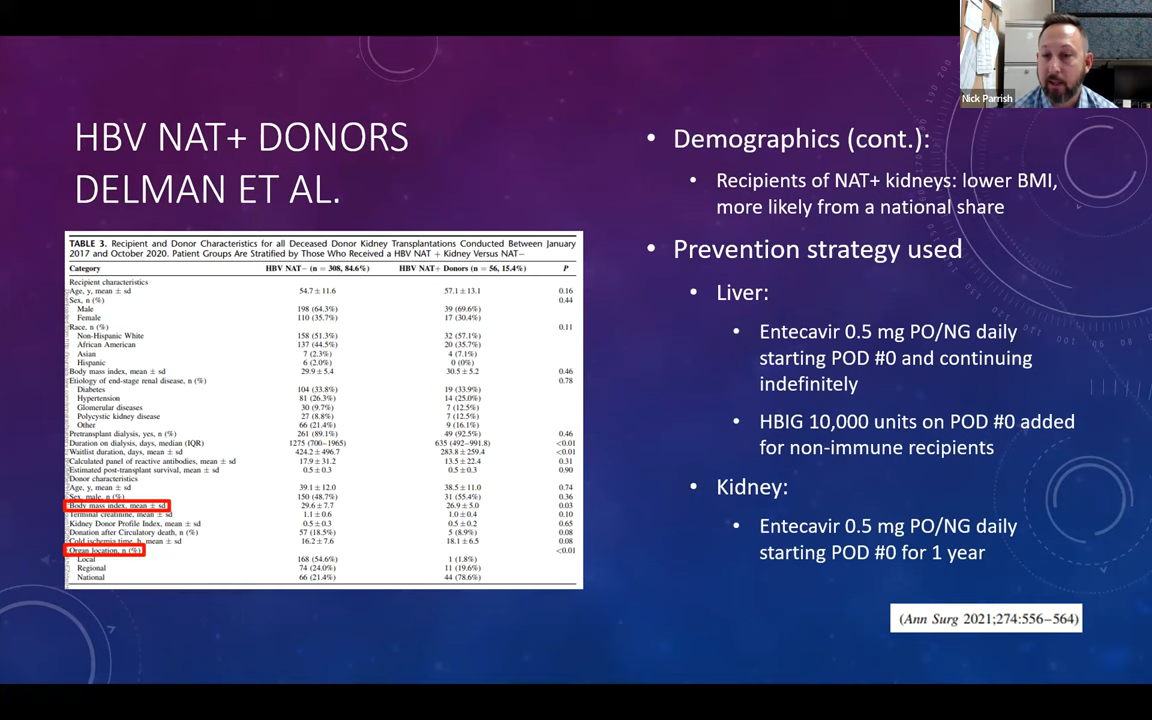 Nick Parrish
HBV NAT+ DONORS
DELMAN ET AL.
TABLE 3. Recipient and Donor Characteristics for all Deceased Donor Kidney Transplantations Conducted Between January
2017 and October 2020. Patient Groups Are Stratified by Those Who Received a HBV NAT + Kidney Versus NAT−
Category HBV NAT− (n = 308, 84.6%) HBV NAT+ Donors (n = 56, 15.4%) P
Recipient characteristics
Age, y, mean ± sd 54.7 ± 11.6 57.1 ± 13.1 0.16
Sex, n (%) 0.44
Male 198 (64.3%) 39 (69.6%)
Female 110 (35.7%) 17 (30.4%)
Race, n (%) 0.11
Non-Hispanic White 158 (51.3%) 32 (57.1%)
African American 137 (44.5%) 20 (35.7%)
Asian 7 (2.3%) 4 (7.1%)
Hispanic 6 (2.0%) 0 (0%)
Body mass index, mean ± sd 29.9 ± 5.4 30.5 ± 5.2 0.46
Etiology of end-stage renal disease, n (%) 0.78
Diabetes 104 (33.8%) 19 (33.9%)
Hypertension 81 (26.3%) 14 (25.0%)
Glomerular diseases 30 (9.7%) 7 (12.5%)
Polycystic kidney disease 27 (8.8%) 7 (12.5%)
Other 66 (21.4%) 9 (16.1%)
Pretransplant dialysis, yes, n (%) 261 (89.1%) 49 (92.5%) 0.46
Duration on dialysis, days, median (IQR) 1275 (700–1965) 635 (492–991.8) <0.01
Waitlist duration, days, mean ± sd 424.2 ± 496.7 283.8 ± 259.4 <0.01
Calculated panel of reactive antibodies, mean ± sd 17.9 ± 31.2 13.5 ± 22.4 0.31
Estimated post-transplant survival, mean ± sd 0.5 ± 0.3 0.5 ± 0.3 0.90
Donor characteristics
Age, y, mean ± sd 39.1 ± 12.0 38.5 ± 11.0 0.74
Sex, male, n (%) 150 (48.7%) 31 (55.4%) 0.36
Body mass index, mean ± sd 29.6 ± 7.7 26.9 ± 5.0 0.03
Terminal creatinine, mean ± sd 1.1 ± 0.6 1.0 ± 0.4 0.10
Kidney Donor Profile Index, mean ± sd 0.5 ± 0.3 0.5 ± 0.2 0.65
Donation after Circulatory death, n (%) 57 (18.5%) 5 (8.9%) 0.08
Cold ischemia time, h, mean ± sd 16.2 ± 7.6 18.1 ± 6.5 0.08
Organ location, n (%) <0.01
Local 168 (54.6%) 1 (1.8%)
Regional 74 (24.0%) 11 (19.6%)
National 66 (21.4%) 44 (78.6%)
• Demographics (cont.):
• Recipients of NAT+ kidneys: lower BMI,
more likely from a national share
• Prevention strategy used
• Liver:
• Entecavir 0.5 mg PO/NG daily
starting POD #0 and continuing
indefinitely
• HBIG 10,000 units on POD #0 added
for non-immune recipients
• Kidney:
• Entecavir 0.5 mg PO/NG daily
starting POD #0 for 1 year
(Ann Surg 2021;274:556–564)